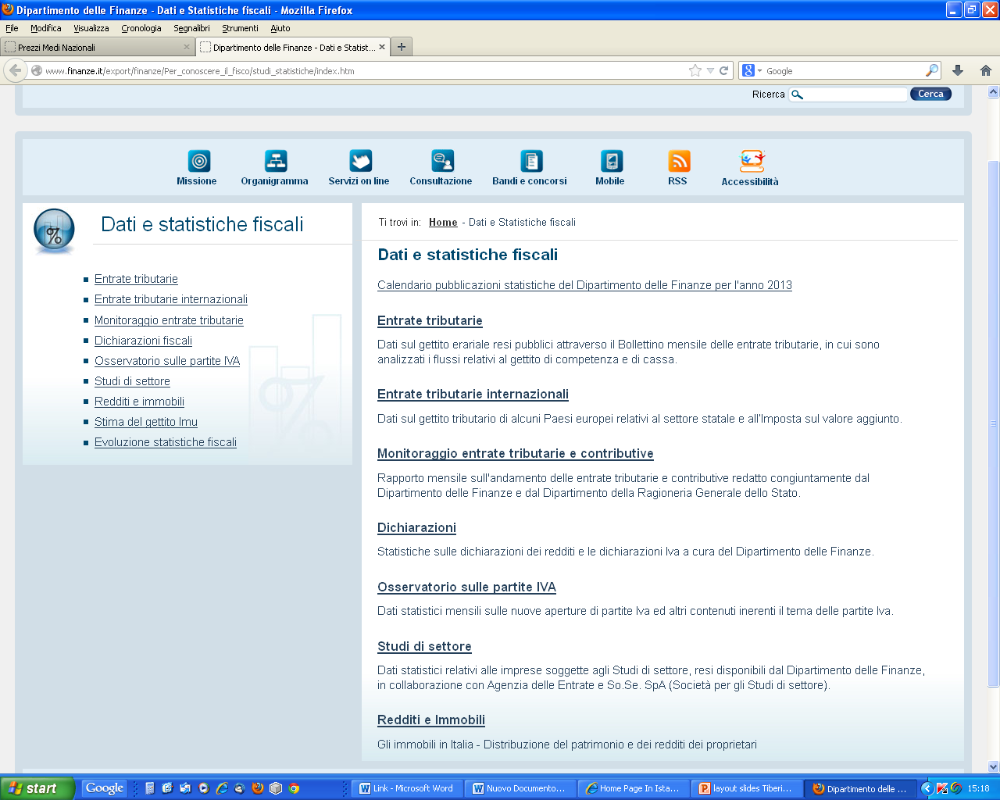 Dipartimento delle Finanze - Dati e Statistiche fiscali - Mozilla Firefox
File Modifica Visualizza Cronologia Segnalibri Strumenti Aiuto
Prezzi Medi Nazionali
Dipartimento delle Finanze - Dati e Statist...
www.finanze.it/export/finanze/Per_conoscere_il_fisco/studi_statistiche/index.htm
Google
Ricerca Cerca
Missione Organigramma Servizi on line Consultazione Bandi e concorsi Mobile RSS Accessibilità
Dati e statistiche fiscali
Entrate tributarie
Entrate tributarie internazionali
Monitoraggio entrate tributarie
Dichiarazioni fiscali
Osservatorio sulle partite IVA
Studi di settore
Redditi e immobili
Stima del gettito Imu
Evoluzione statistiche fiscali
Ti trovi in: Home - Dati e Statistiche fiscali
Dati e statistiche fiscali
Calendario pubblicazioni statistiche del Dipartimento delle Finanze per l'anno 2013
Entrate tributarie
Dati sul gettito erariale resi pubblici attraverso il Bollettino mensile delle entrate tributarie, in cui sono
analizzati i flussi relativi al gettito di competenza e di cassa.
Entrate tributarie internazionali
Dati sul gettito tributario di alcuni Paesi europei relativi al settore statale e all'Imposta sul valore aggiunto.
Monitoraggio entrate tributarie e contributive
Rapporto mensile sull'andamento delle entrate tributarie e contributive redatto congiuntamente dal
Dipartimento delle Finanze e dal Dipartimento della Ragioneria Generale dello Stato.
Dichiarazioni
Statistiche sulle dichiarazioni dei redditi e le dichiarazioni Iva a cura del Dipartimento delle Finanze.
Osservatorio sulle partite IVA
Dati statistici mensili sulle nuove aperture di partite Iva ed altri contenuti inerenti il tema delle partite Iva.
Studi di settore
Dati statistici relativi alle imprese soggette agli Studi di settore, resi disponibili dal Dipartimento delle Finanze,
in collaborazione con Agenzia delle Entrate e So.Se. SpA (Società per gli Studi di settore).
Redditi e Immobili
Gli immobili in Italia - Distribuzione del patrimonio e dei redditi dei proprietari
start Google Link - Microsoft Word Nuovo Documento... Home Page In Ista... layout slides Tiberi... Dipartimento delle ... 15:18